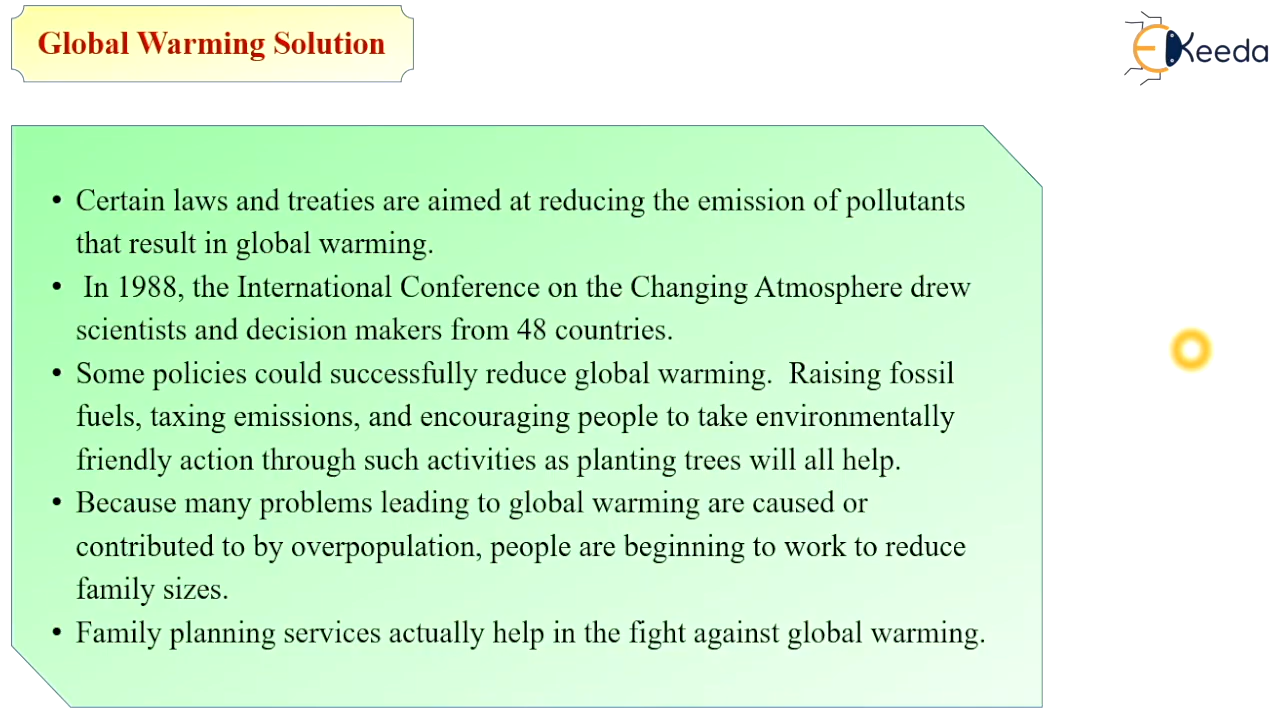 Global Warming Solution
EKeeda
• Certain laws and treaties are aimed at reducing the emission of pollutants
that result in global warming.
• In 1988, the International Conference on the Changing Atmosphere drew
scientists and decision makers from 48 countries.
• Some policies could successfully reduce global warming.  Raising fossil
fuels, taxing emissions, and encouraging people to take environmentally
friendly action through such activities as planting trees will all help.
• Because many problems leading to global warming are caused or
contributed to by overpopulation, people are beginning to work to reduce
family sizes.
• Family planning services actually help in the fight against global warming.